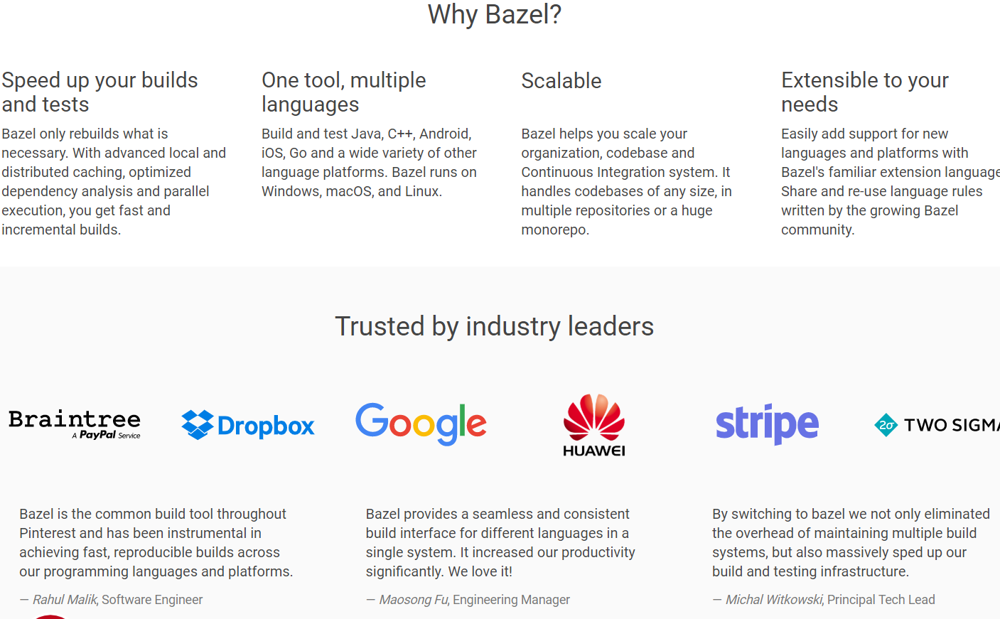 Why Bazel?
Speed up your builds
and tests
Bazel only rebuilds what is
necessary. With advanced local and
distributed caching, optimized
dependency analysis and parallel
execution, you get fast and
incremental builds.
One tool, multiple
languages
Build and test Java, C++, Android,
iOS, Go and a wide variety of other
language platforms. Bazel runs on
Windows, macOS, and Linux.
Scalable
Bazel helps you scale your
organization, codebase and
Continuous Integration system. It
handles codebases of any size, in
multiple repositories or a huge
monorepo.
Extensible to your
needs
Easily add support for new
languages and platforms with
Bazel's familiar extension language
Share and re-use language rules
written by the growing Bazel
community.
Trusted by industry leaders
Braintree
A PayPal Service
Dropbox
Google
HUAWEI
stripe
2σ TWO SIGMA
Bazel is the common build tool throughout
Pinterest and has been instrumental in
achieving fast, reproducible builds across
our programming languages and platforms.
— Rahul Malik, Software Engineer
Bazel provides a seamless and consistent
build interface for different languages in a
single system. It increased our productivity
significantly. We love it!
— Maosong Fu, Engineering Manager
By switching to bazel we not only eliminated
the overhead of maintaining multiple build
systems, but also massively sped up our
build and testing infrastructure.
— Michal Witkowski, Principal Tech Lead